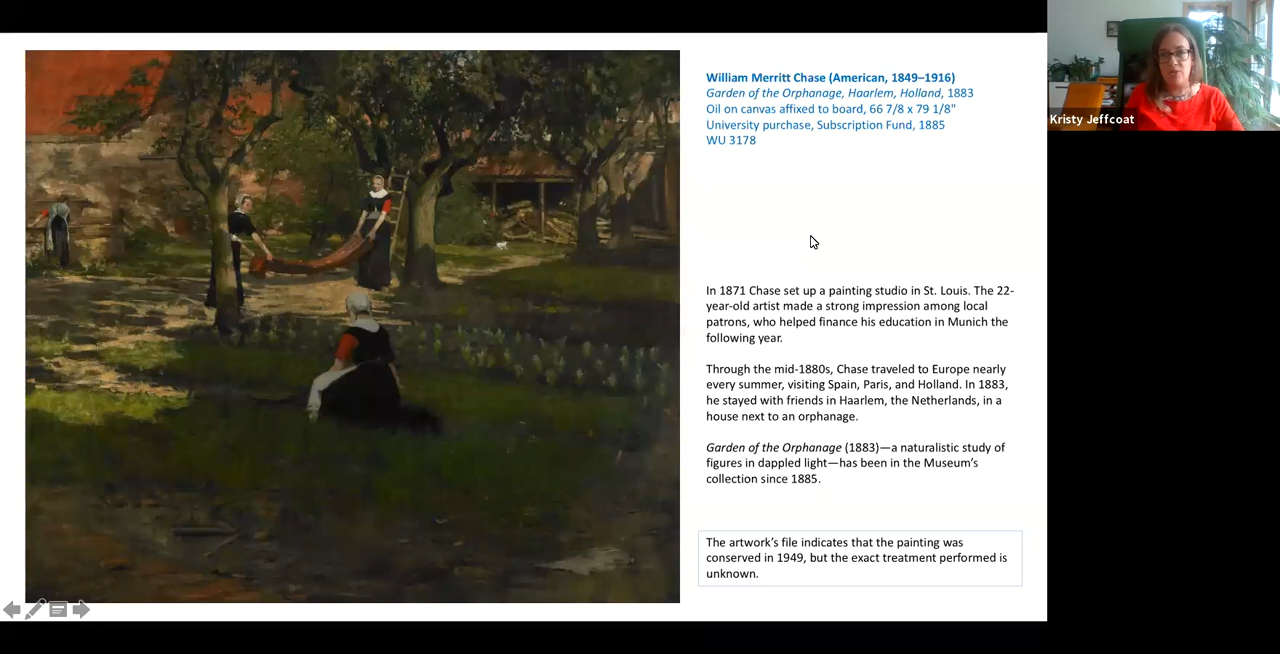 William Merritt Chase (American, 1849–1916)
Garden of the Orphanage, Haarlem, Holland, 1883
Oil on canvas affixed to board, 66 7/8 x 79 1/8"
University purchase, Subscription Fund, 1885
WU 3178
In 1871 Chase set up a painting studio in St. Louis. The 22-
year-old artist made a strong impression among local
patrons, who helped finance his education in Munich the
following year.
Through the mid-1880s, Chase traveled to Europe nearly
every summer, visiting Spain, Paris, and Holland. In 1883,
he stayed with friends in Haarlem, the Netherlands, in a
house next to an orphanage.
Garden of the Orphanage (1883)—a naturalistic study of
figures in dappled light—has been in the Museum's
collection since 1885.
The artwork's file indicates that the painting was
conserved in 1949, but the exact treatment performed is
unknown.
Kristy Jeffcoat